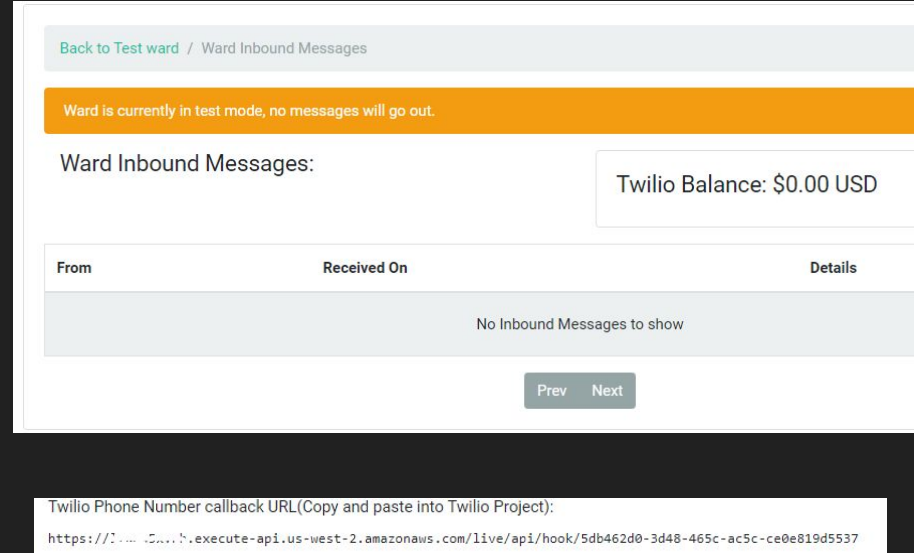 Back to Test ward / Ward Inbound Messages
Ward is currently in test mode, no messages will go out.
Ward Inbound Messages:
Twilio Balance: $0.00 USD
From Received On Details
No Inbound Messages to show
Prev Next
Twilio Phone Number callback URL(Copy and paste into Twilio Project):
https:// .execute-api.us-west-2.amazonaws.com/live/api/hook/5db462d0-3d48-465c-ac5c-ce0e819d5537